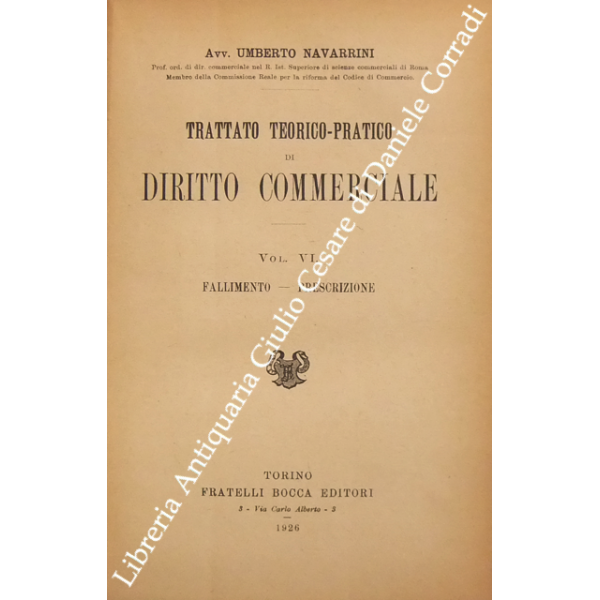 Avv. UMBERTO NAVARRINI
Prof. ord. di dir. commerciale nel R. Ist. Superiore di scienze commerciali di Roma
Membro della Commissione Reale per la riforma del Codice di Commercio.
TRATTATO TEORICO-PRATICO
DI
DIRITTO COMMERCIALE
Vol. VI.
FALLIMENTO — PRESCRIZIONE
TORINO
FRATELLI BOCCA EDITORI
3 - Via Carlo Alberto - 3
1926
Libreria Antiquaria Giulio Cesare di Daniele Corradi